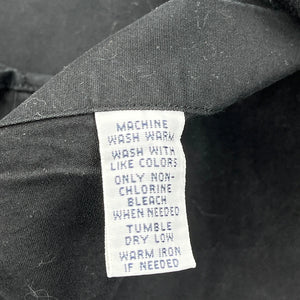 MACHINE
WASH WARM
WASH WITH
LIKE COLORS
ONLY NON-
CHLORINE
BLEACH
WHEN NEEDED
TUMBLE
DRY LOW
WARM IRON
IF NEEDED